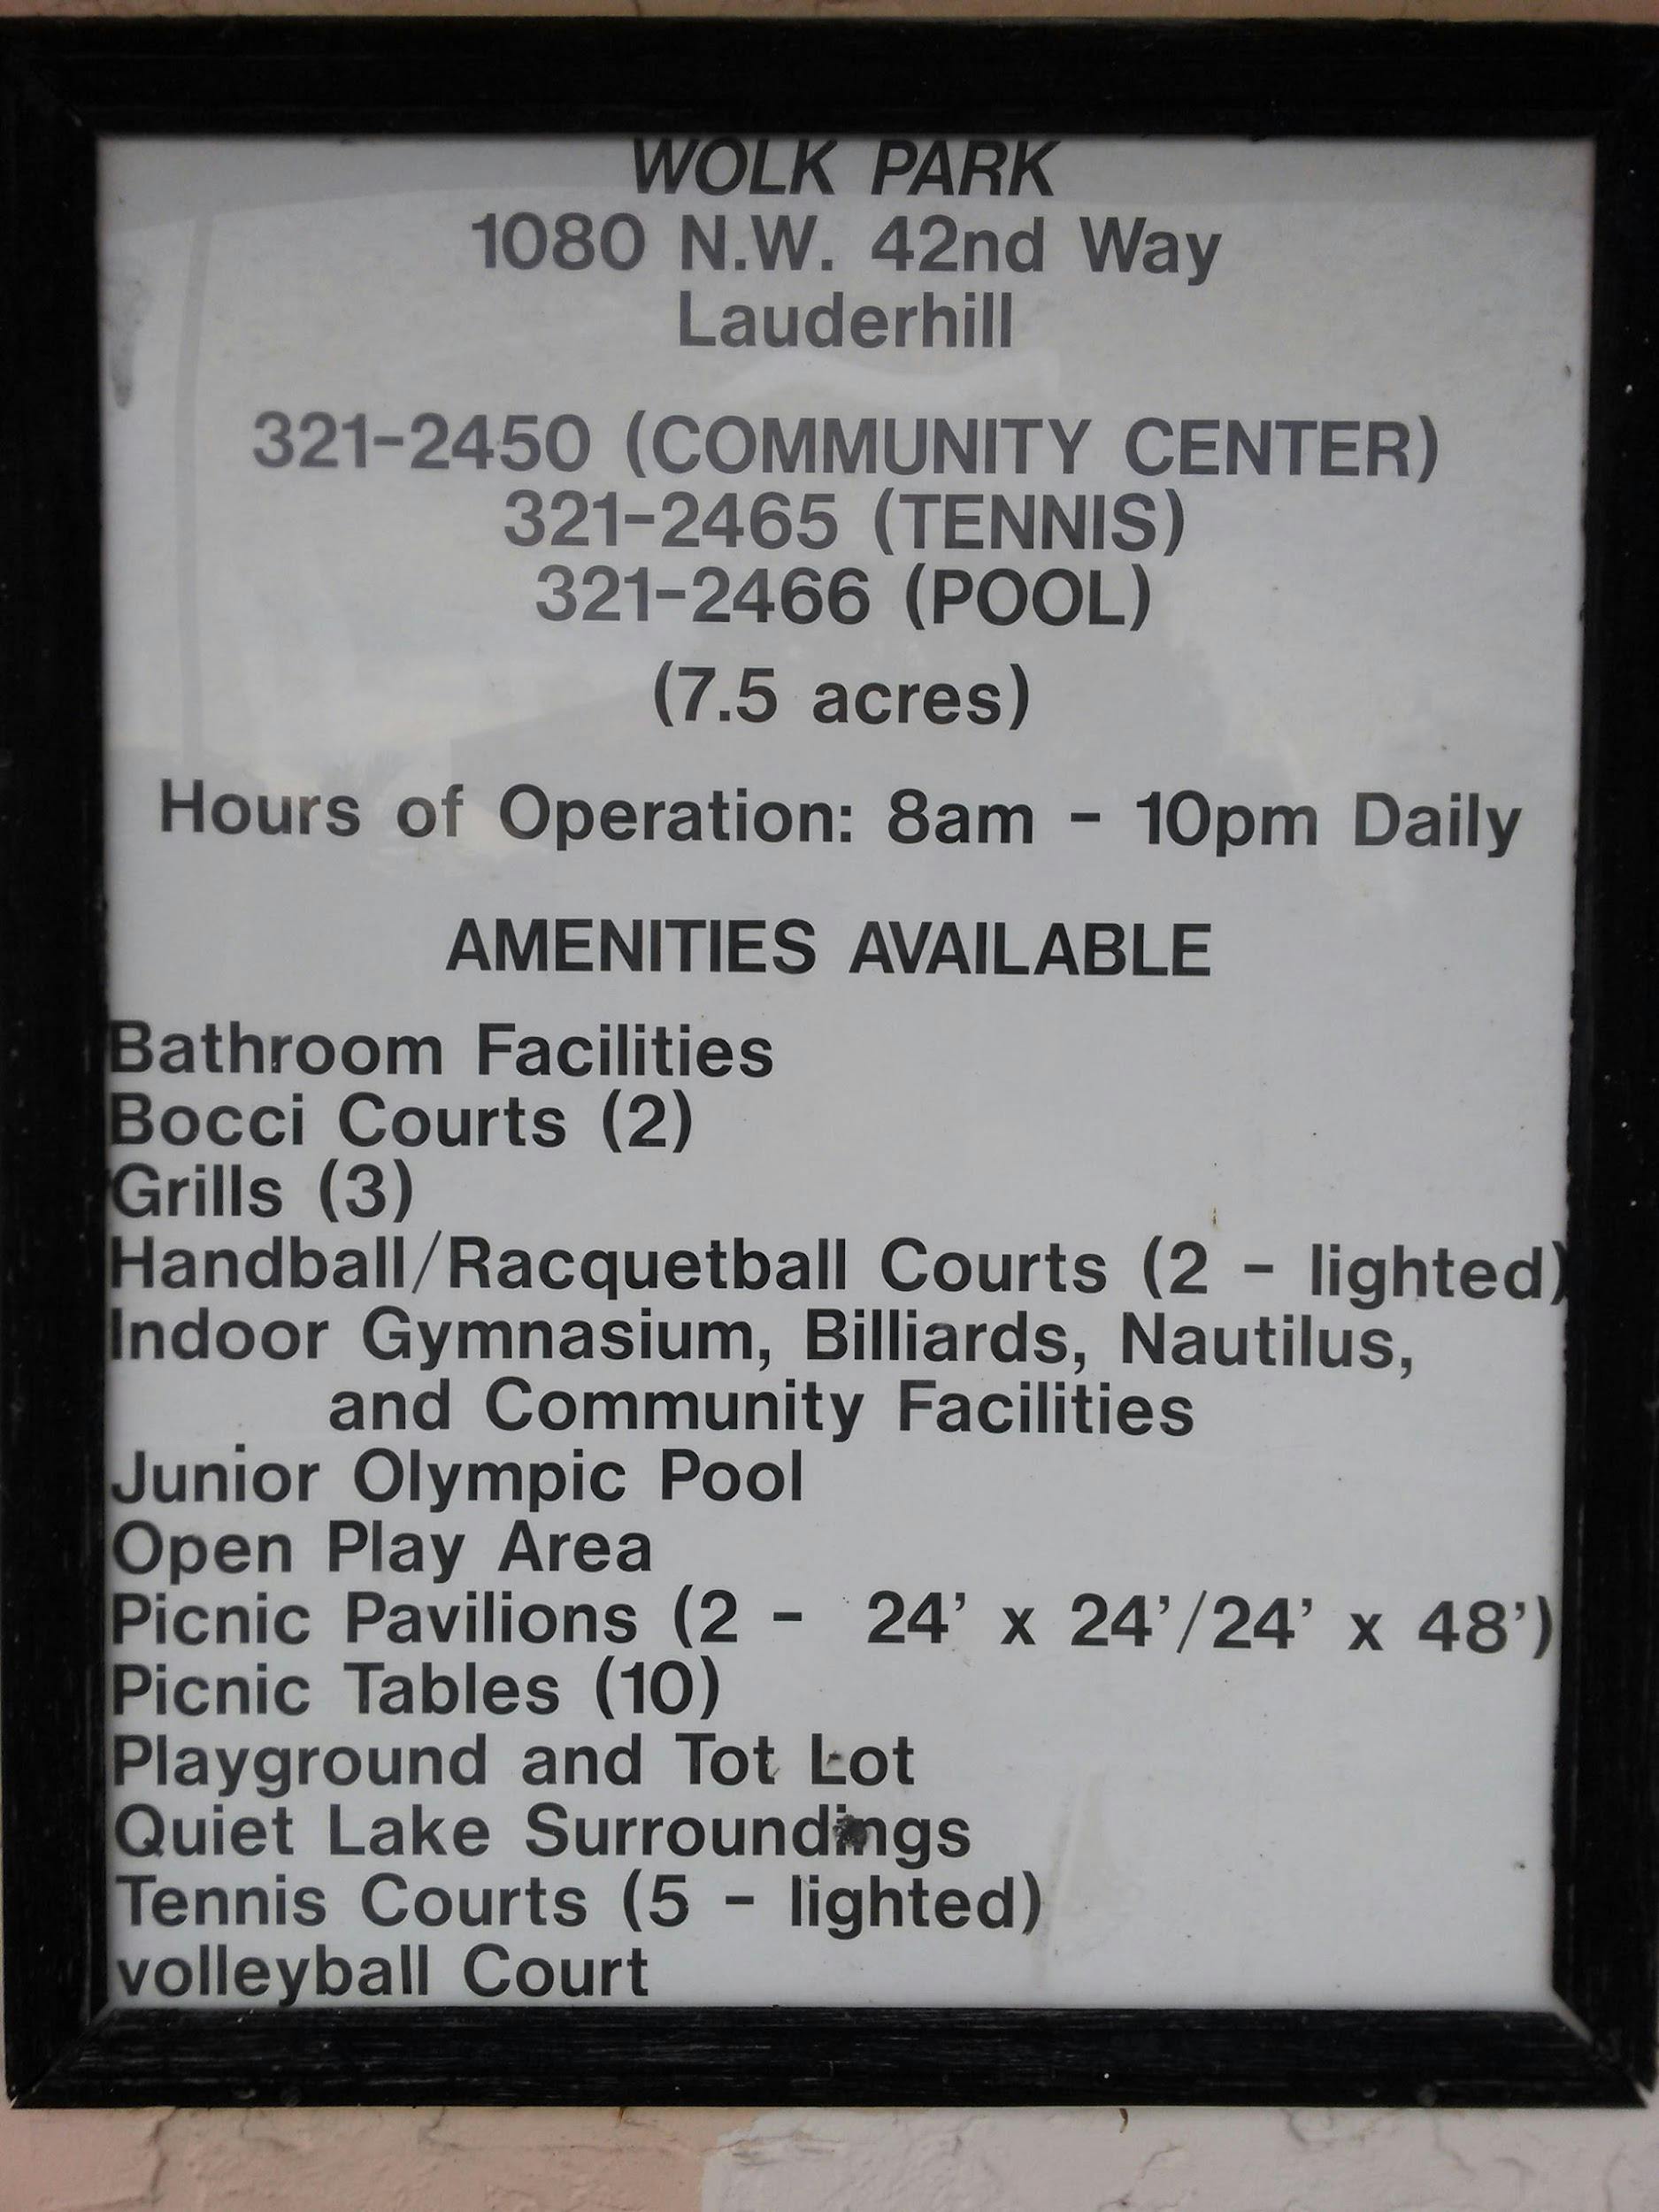 WOLK PARK
1080 N.W. 42nd Way
Lauderhill
321-2450 (COMMUNITY CENTER)
321-2465 (TENNIS)
321-2466 (POOL)
(7.5 acres)
Hours of Operation: 8am - 10pm Daily
AMENITIES AVAILABLE
Bathroom Facilities
Bocci Courts (2)
Grills (3)
Handball/Racquetball Courts (2 - lighted)
Indoor Gymnasium, Billiards, Nautilus,
and Community Facilities
Junior Olympic Pool
Open Play Area
Picnic Pavilions (2 - 24' x 24'/24' x 48')
Picnic Tables (10)
Playground and Tot Lot
Quiet Lake Surroundings
Tennis Courts (5 - lighted)
volleyball Court